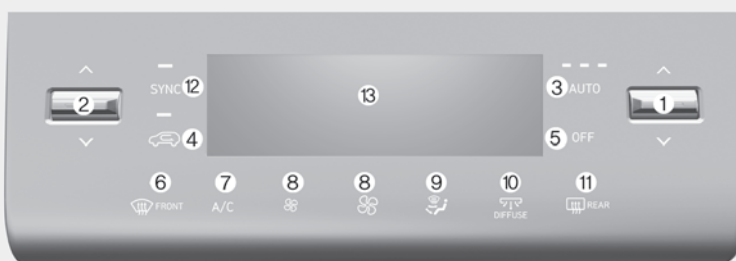 SYNC ⑫ ⑬ ③ AUTO
② ①
④ ⑤ OFF
⑥ ⑦ ⑧ ⑧ ⑨ ⑩ ⑪
FRONT A/C DIFFUSE REAR